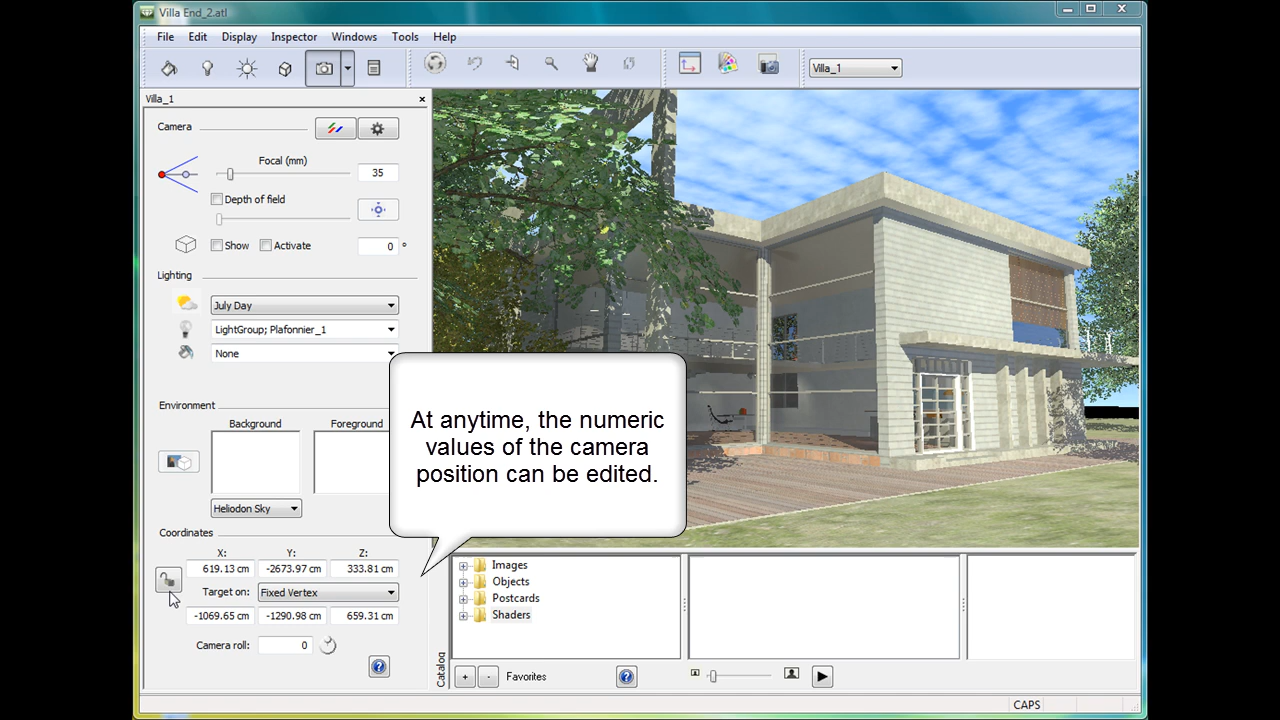 Villa End_2.atl
File Edit Display Inspector Windows Tools Help
Villa_1
Villa_1 x
Camera
Focal (mm)
35
Depth of field
Show Activate 0 °
Lighting
July Day
LightGroup; Plafonnier_1
None
Environment
Background Foreground
Heliodon Sky
At anytime, the numeric
values of the camera
position can be edited.
Coordinates
X: Y: Z:
619.13 cm -2673.97 cm 333.81 cm
Target on: Fixed Vertex
-1069.65 cm -1290.98 cm 659.31 cm
Camera roll: 0
Images
Objects
Postcards
Shaders
Catalog
+ - Favorites
CAPS